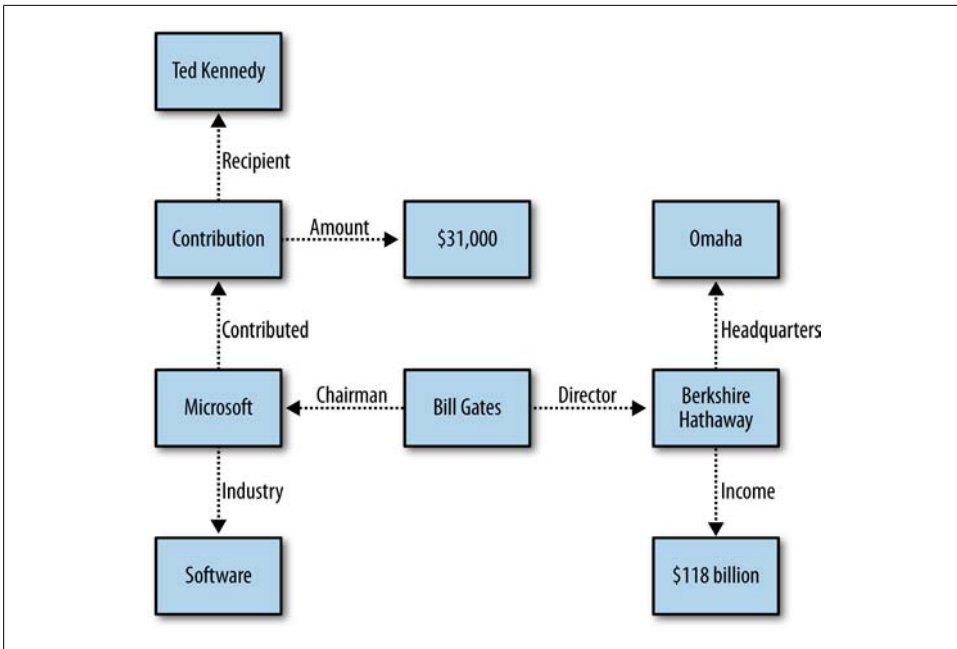 Ted Kennedy
Recipient
Contribution
Amount
$31,000
Omaha
Contributed
Headquarters
Microsoft
Chairman
Bill Gates
Director
Berkshire
Hathaway
Industry
Income
Software
$118 billion